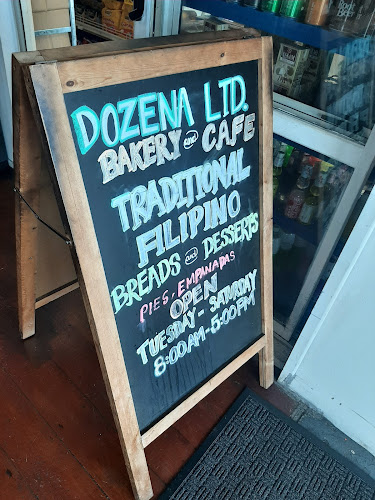 DOZENA LTD.
BAKERY AND CAFE
TRADITIONAL
FILIPINO
BREADS AND DESSERTS
PIES, EMPANADAS
OPEN
TUESDAY - SATURDAY
8:00AM-5:00PM